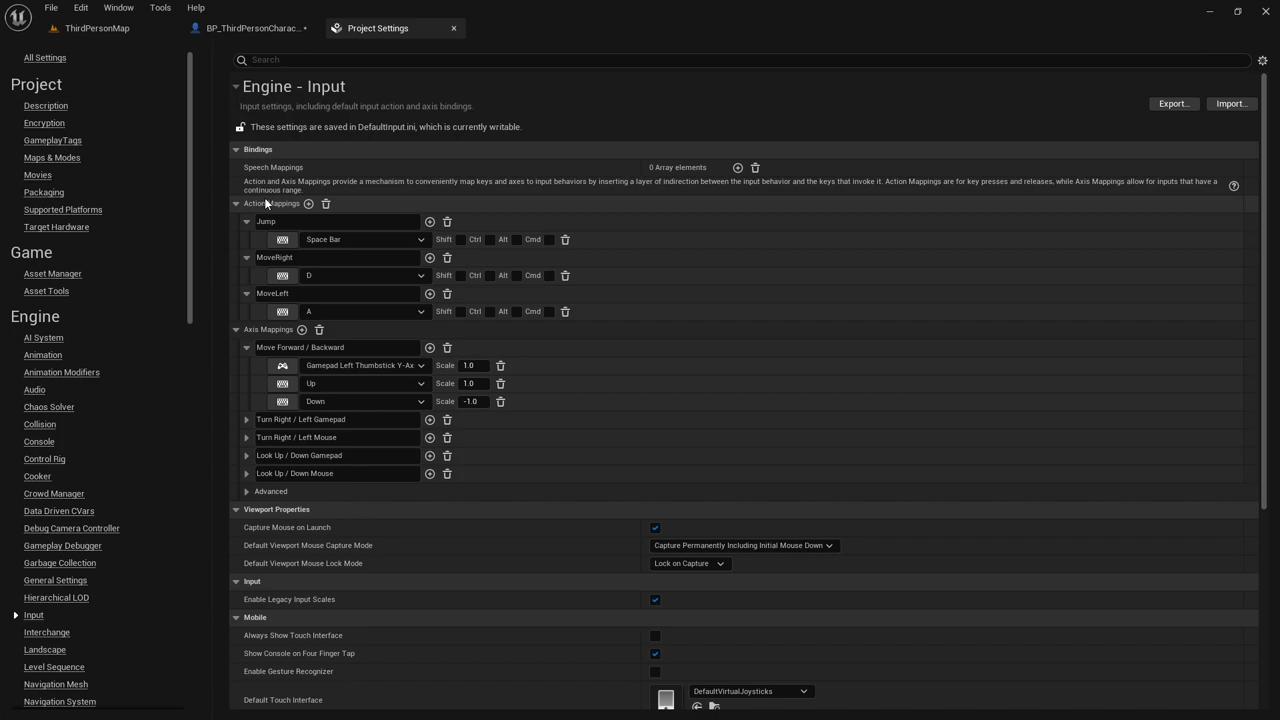 File Edit Window Tools Help
ThirdPersonMap
BP_ThirdPersonCharac...•
Project Settings
All Settings
Project
Description
Encryption
GameplayTags
Maps & Modes
Movies
Packaging
Supported Platforms
Target Hardware
Game
Asset Manager
Asset Tools
Engine
AI System
Animation
Animation Modifiers
Audio
Chaos Solver
Collision
Console
Control Rig
Cooker
Crowd Manager
Data Driven CVars
Debug Camera Controller
Gameplay Debugger
Garbage Collection
General Settings
Hierarchical LOD
Input
Interchange
Landscape
Level Sequence
Navigation Mesh
Navigation System
Search
Engine - Input
Input settings, including default input action and axis bindings.
Export... Import...
These settings are saved in DefaultInput.ini, which is currently writable.
Bindings
Speech Mappings 0 Array elements
Action and Axis Mappings provide a mechanism to conveniently map keys and axes to input behaviors by inserting a layer of indirection between the input behavior and the keys that invoke it. Action Mappings are for key presses and releases, while Axis Mappings allow for inputs that have a
continuous range.
Action Mappings
Jump
Space Bar Shift Ctrl Alt Cmd
MoveRight
D Shift Ctrl Alt Cmd
MoveLeft
A Shift Ctrl Alt Cmd
Axis Mappings
Move Forward / Backward
Gamepad Left Thumbstick Y-Ax Scale 1.0
Up Scale 1.0
Down Scale -1.0
Turn Right / Left Gamepad
Turn Right / Left Mouse
Look Up / Down Gamepad
Look Up / Down Mouse
Advanced
Viewport Properties
Capture Mouse on Launch
Default Viewport Mouse Capture Mode Capture Permanently Including Initial Mouse Down
Default Viewport Mouse Lock Mode Lock on Capture
Input
Enable Legacy Input Scales
Mobile
Always Show Touch Interface
Show Console on Four Finger Tap
Enable Gesture Recognizer
Default Touch Interface DefaultVirtualJoysticks